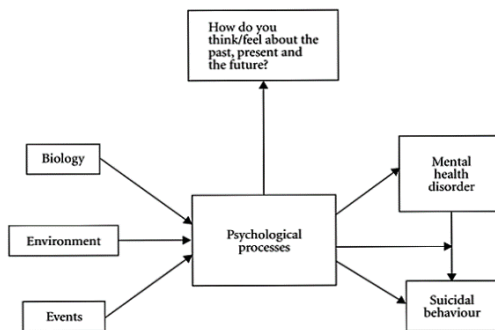 How do you
think/feel about the
past, present and
the future?
Biology
Mental
health
disorder
Environment
Psychological
processes
Events
Suicidal
behaviour